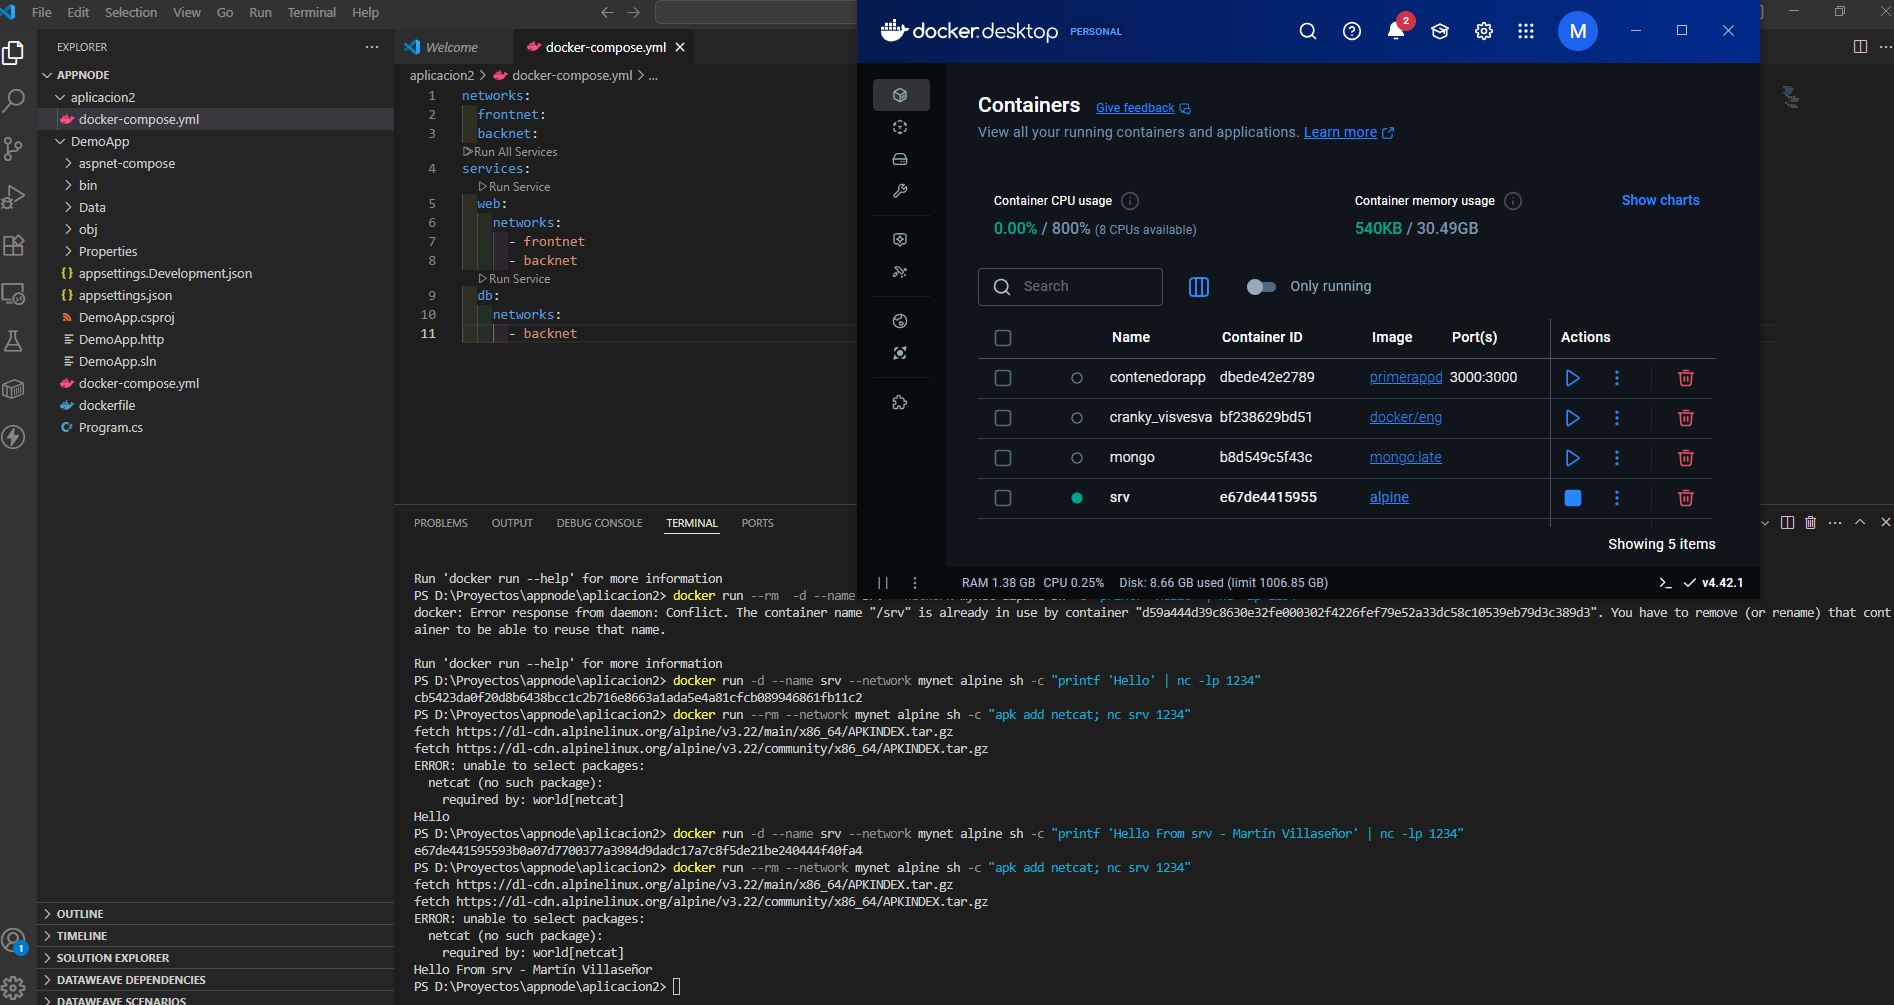 File Edit Selection View Go Run Terminal Help
EXPLORER
APPNODE
aplicacion2
docker-compose.yml
DemoApp
aspnet-compose
bin
Data
obj
Properties
appsettings.Development.json
appsettings.json
DemoApp.csproj
DemoApp.http
DemoApp.sln
docker-compose.yml
dockerfile
Program.cs
OUTLINE
TIMELINE
SOLUTION EXPLORER
DATAWEAVE DEPENDENCIES
DATAWEAVE SCENARIOS
1
Welcome docker-compose.yml
aplicacion2 > docker-compose.yml > ...
1 networks:
2 frontnet:
3 backnet:
Run All Services
4 services:
Run Service
5 web:
6 networks:
7 - frontnet
8 - backnet
Run Service
9 db:
10 networks:
11 - backnet
docker.desktop PERSONAL
2
M
Containers Give feedback
View all your running containers and applications. Learn more
Container CPU usage
0.00% / 800% (8 CPUs available)
Container memory usage
540KB / 30.49GB
Show charts
Search
Only running
Name Container ID Image Port(s) Actions
contenedorapp dbede42e2789 primerappd 3000:3000
cranky_visvesva bf238629bd51 docker/eng
mongo b8d549c5f43c mongo:late
srv e67de4415955 alpine
Showing 5 items
RAM 1.38 GB CPU 0.25% Disk: 8.66 GB used (limit 1006.85 GB)
v4.42.1
PROBLEMS OUTPUT DEBUG CONSOLE TERMINAL PORTS
Run 'docker run --help' for more information
PS D:\Proyectos\appnode\aplicacion2> docker run --rm -d --name
docker: Error response from daemon: Conflict. The container name "/srv" is already in use by container "d59a444d39c8630e32fe000302f4226fef79e52a33dc58c10539eb79d3c389d3". You have to remove (or rename) that cont
ainer to be able to reuse that name.
Run 'docker run --help' for more information
PS D:\Proyectos\appnode\aplicacion2> docker run -d --name srv --network mynet alpine sh -c "printf 'Hello' | nc -lp 1234"
cb5423da0f20d8b6438bcc1c2b716e8663a1ada5e4a81cfcb089946861fb11c2
PS D:\Proyectos\appnode\aplicacion2> docker run --rm --network mynet alpine sh -c "apk add netcat; nc srv 1234"
fetch https://dl-cdn.alpinelinux.org/alpine/v3.22/main/x86_64/APKINDEX.tar.gz
fetch https://dl-cdn.alpinelinux.org/alpine/v3.22/community/x86_64/APKINDEX.tar.gz
ERROR: unable to select packages:
netcat (no such package):
required by: world[netcat]
Hello
PS D:\Proyectos\appnode\aplicacion2> docker run -d --name srv --network mynet alpine sh -c "printf 'Hello From srv - Martín Villaseñor' | nc -lp 1234"
e67de441595593b0a07d7700377a3984d9dadc17a7c8f5de21be240444f40fa4
PS D:\Proyectos\appnode\aplicacion2> docker run --rm --network mynet alpine sh -c "apk add netcat; nc srv 1234"
fetch https://dl-cdn.alpinelinux.org/alpine/v3.22/main/x86_64/APKINDEX.tar.gz
fetch https://dl-cdn.alpinelinux.org/alpine/v3.22/community/x86_64/APKINDEX.tar.gz
ERROR: unable to select packages:
netcat (no such package):
required by: world[netcat]
Hello From srv - Martín Villaseñor
PS D:\Proyectos\appnode\aplicacion2>